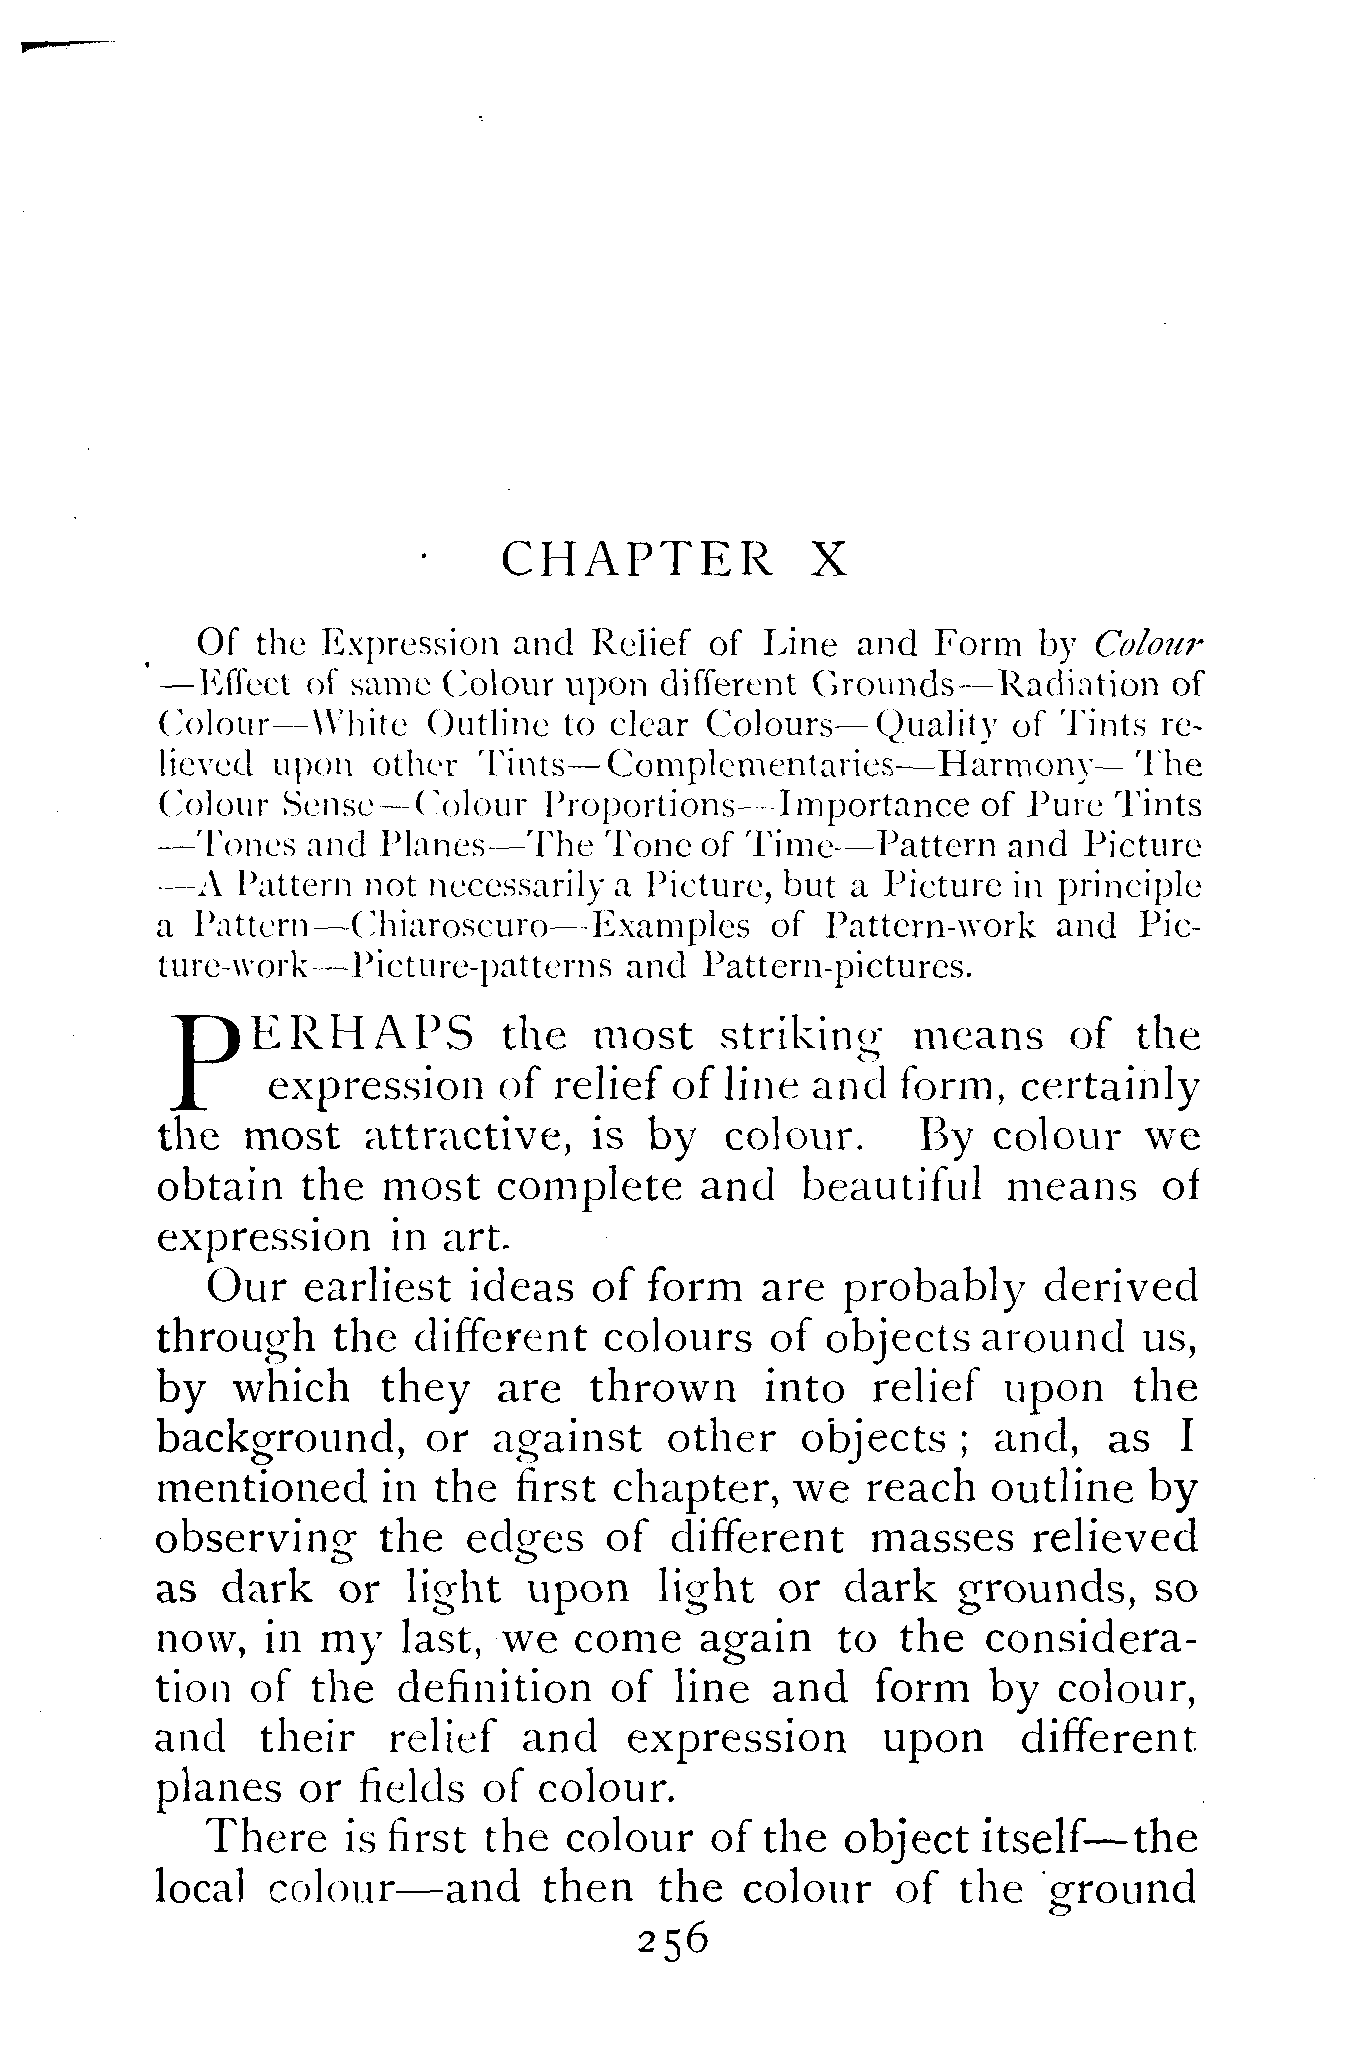 CHAPTER X
Of the Expression and Relief of Line and Form by Colour
—Effect of same Colour upon different Grounds—Radiation of
Colour—White Outline to clear Colours—Quality of Tints re-
lieved upon other Tints—Complementaries—Harmony—The
Colour Sense—Colour Proportions—Importance of Pure Tints
—Tones and Planes—The Tone of Time—Pattern and Picture
—A Pattern not necessarily a Picture, but a Picture in principle
a Pattern—Chiaroscuro—Examples of Pattern-work and Pic-
ture-work—Picture-patterns and Pattern-pictures.
PERHAPS the most striking means of the
expression of relief of line and form, certainly
the most attractive, is by colour. By colour we
obtain the most complete and beautiful means of
expression in art.
Our earliest ideas of form are probably derived
through the different colours of objects around us,
by which they are thrown into relief upon the
background, or against other objects ; and, as I
mentioned in the first chapter, we reach outline by
observing the edges of different masses relieved
as dark or light upon light or dark grounds, so
now, in my last, we come again to the considera-
tion of the definition of line and form by colour,
and their relief and expression upon different
planes or fields of colour.
There is first the colour of the object itself—the
local colour—and then the colour of the ground
256